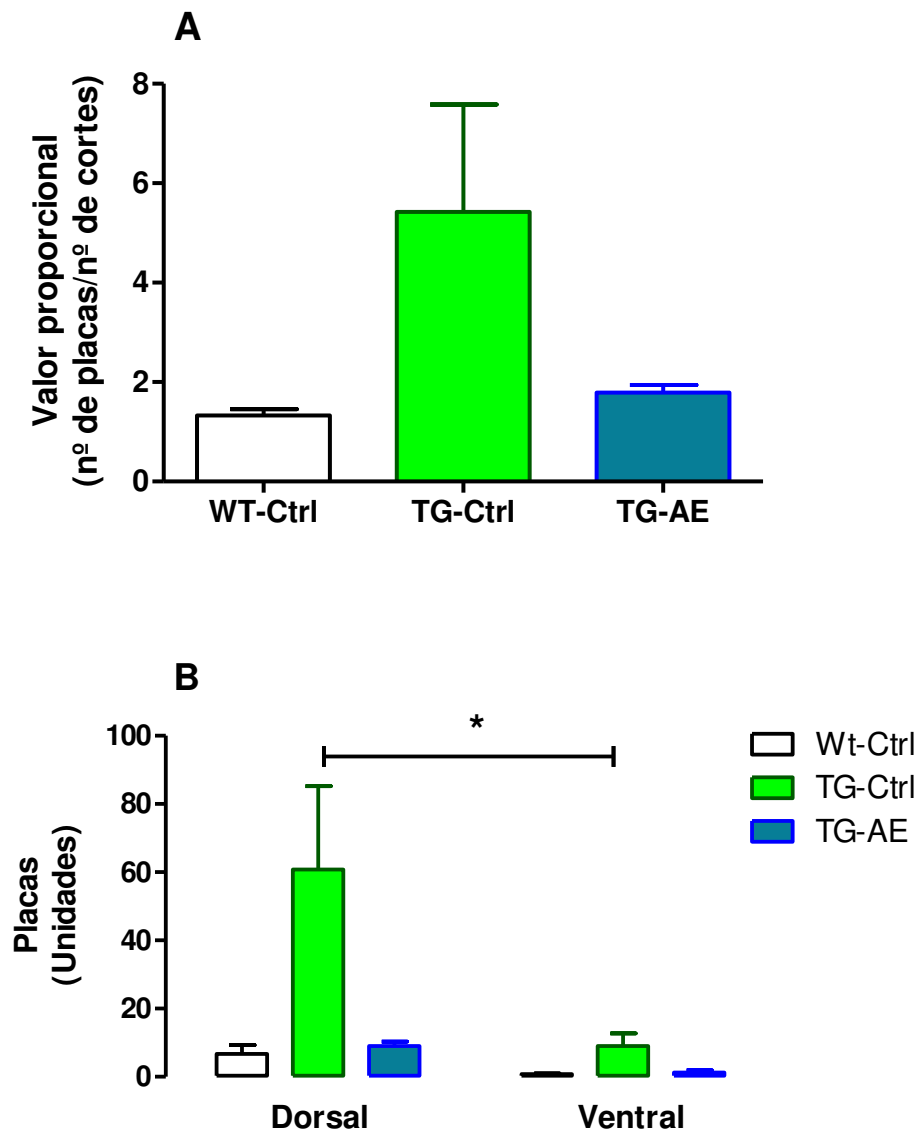 A
Valor proporcional
(nº de placas/nº de cortes)
8
6
4
2
0
WT-Ctrl TG-Ctrl TG-AE
B
*
Placas
(Unidades)
100
80
60
40
20
0
Dorsal Ventral
Wt-Ctrl
TG-Ctrl
TG-AE